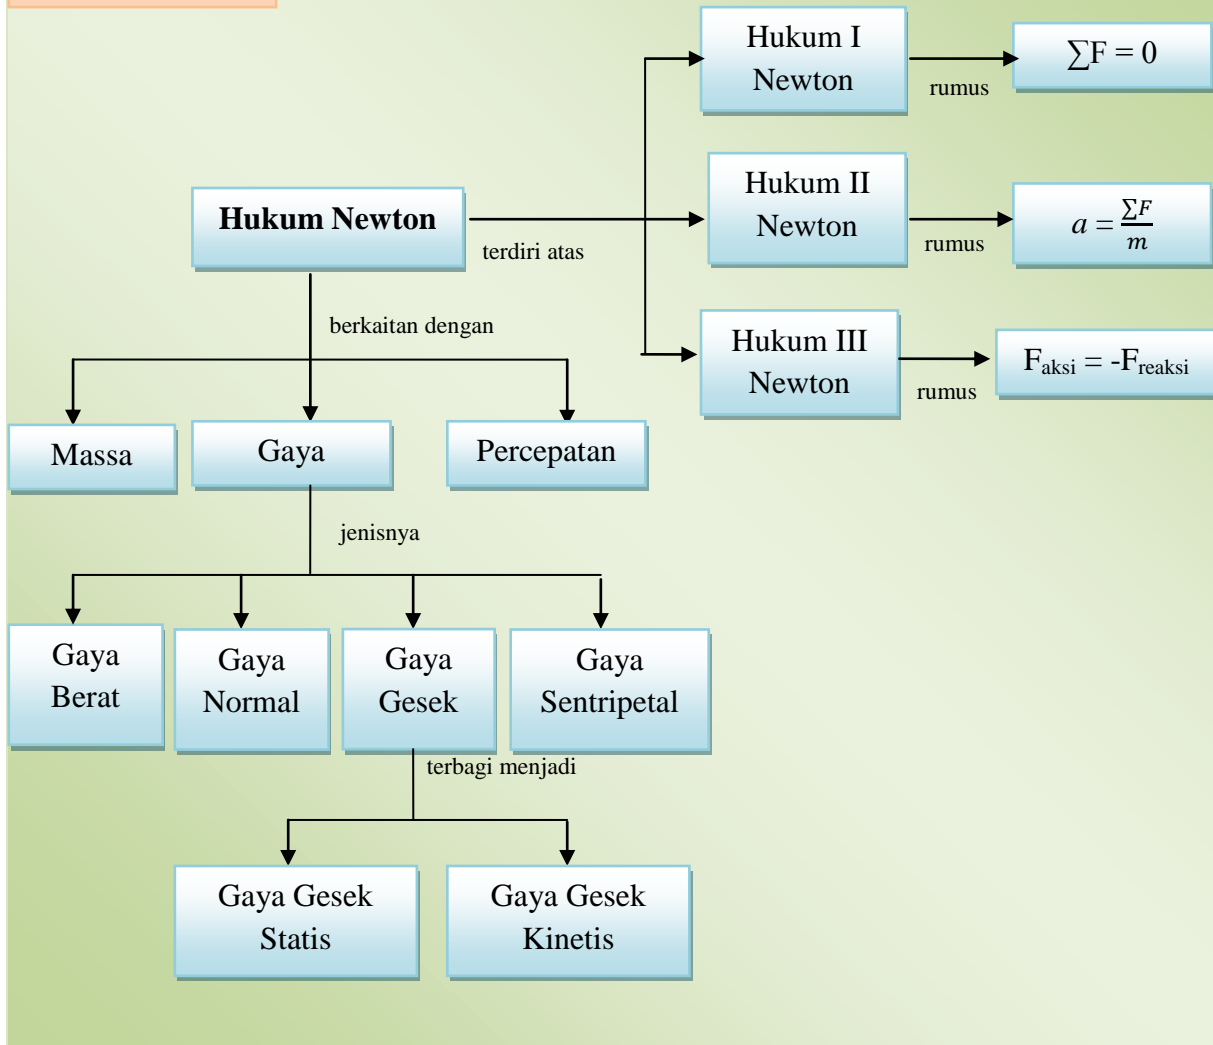 Hukum I
Newton
rumus
∑F = 0
Hukum Newton
terdiri atas
Hukum II
Newton
rumus
a = ∑F/m
berkaitan dengan
Hukum III
Newton
rumus
Faksi = -Freaksi
Massa
Gaya
Percepatan
jenisnya
Gaya
Berat
Gaya
Normal
Gaya
Gesek
Gaya
Sentripetal
terbagi menjadi
Gaya Gesek
Statis
Gaya Gesek
Kinetis